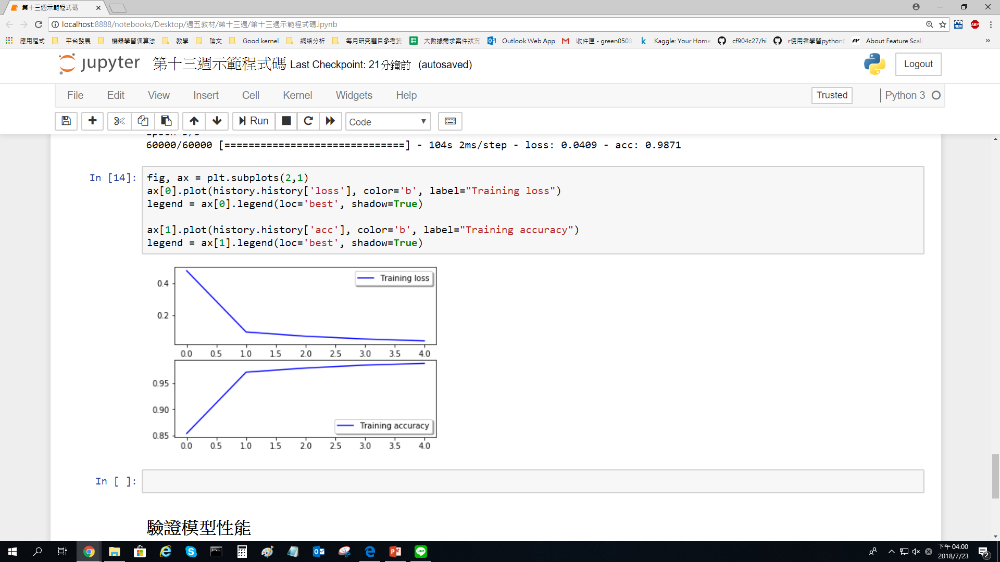 第十三週示範程式碼
localhost:8888/notebooks/Desktop/週五教材/第十三週/第十三週示範程式碼.ipynb
NEW
ABP
應用程式 平台發展 機器學習演算法 教學 論文 Good kernel 網絡分析 每月研究題目參考資 大數據需求案件狀況 Outlook Web App 收件匣 - green0503 Kaggle: Your Home cf904c27/hi r使用者學習python About Feature Scali
jupyter 第十三週示範程式碼 Last Checkpoint: 21分鐘前 (autosaved)
Logout
File Edit View Insert Cell Kernel Widgets Help
Trusted
Python 3
Run
Code
60000/60000 [==============================] - 104s 2ms/step - loss: 0.0409 - acc: 0.9871
In [14]:
fig, ax = plt.subplots(2,1)
ax[0].plot(history.history['loss'], color='b', label="Training loss")
legend = ax[0].legend(loc='best', shadow=True)
ax[1].plot(history.history['acc'], color='b', label="Training accuracy")
legend = ax[1].legend(loc='best', shadow=True)
Training loss
0.4
0.2
0.0 0.5 1.0 1.5 2.0 2.5 3.0 3.5 4.0
0.95
0.90
0.85
Training accuracy
0.0 0.5 1.0 1.5 2.0 2.5 3.0 3.5 4.0
In [ ]:
驗證模型性能
下午 04:00
2018/7/23
2